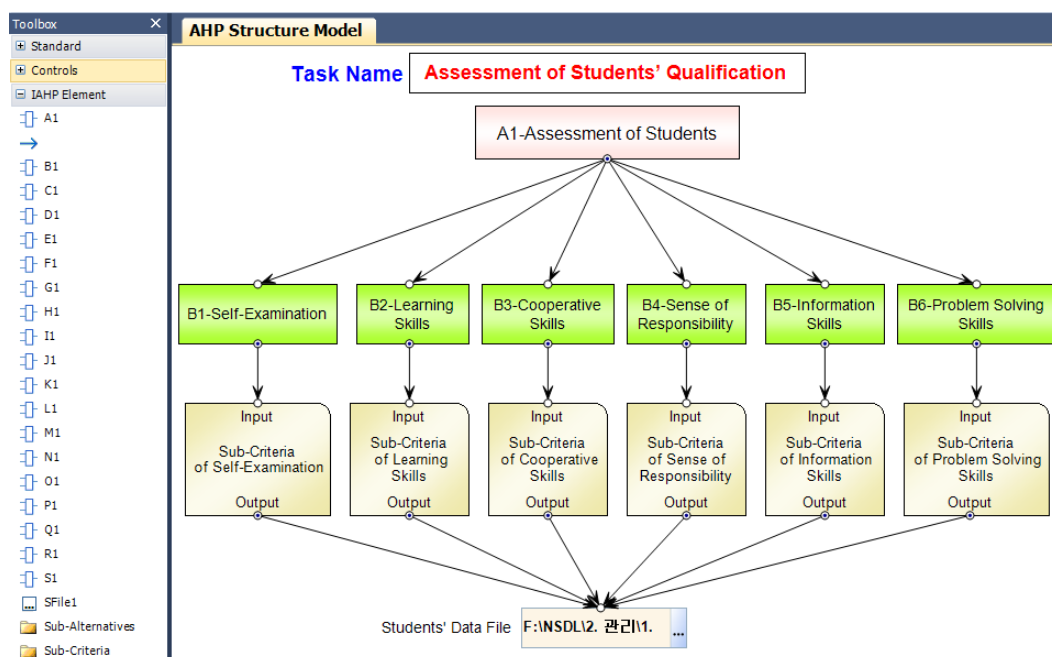 Toolbox
Standard
Controls
IAHP Element
A1
B1
C1
D1
E1
F1
G1
H1
I1
J1
K1
L1
M1
N1
O1
P1
Q1
R1
S1
SFile1
Sub-Alternatives
Sub-Criteria
AHP Structure Model
Task Name
Assessment of Students' Qualification
A1-Assessment of Students
B1-Self-Examination
B2-Learning
Skills
B3-Cooperative
Skills
B4-Sense of
Responsibility
B5-Information
Skills
B6-Problem Solving
Skills
Input
Sub-Criteria
of Self-Examination
Output
Input
Sub-Criteria
of Learning
Skills
Output
Input
Sub-Criteria
of Cooperative
Skills
Output
Input
Sub-Criteria
of Sense of
Responsibility
Output
Input
Sub-Criteria
of Information
Skills
Output
Input
Sub-Criteria
of Problem Solving
Skills
Output
Students' Data File
F:\NSDL\2. 관리\1.
...